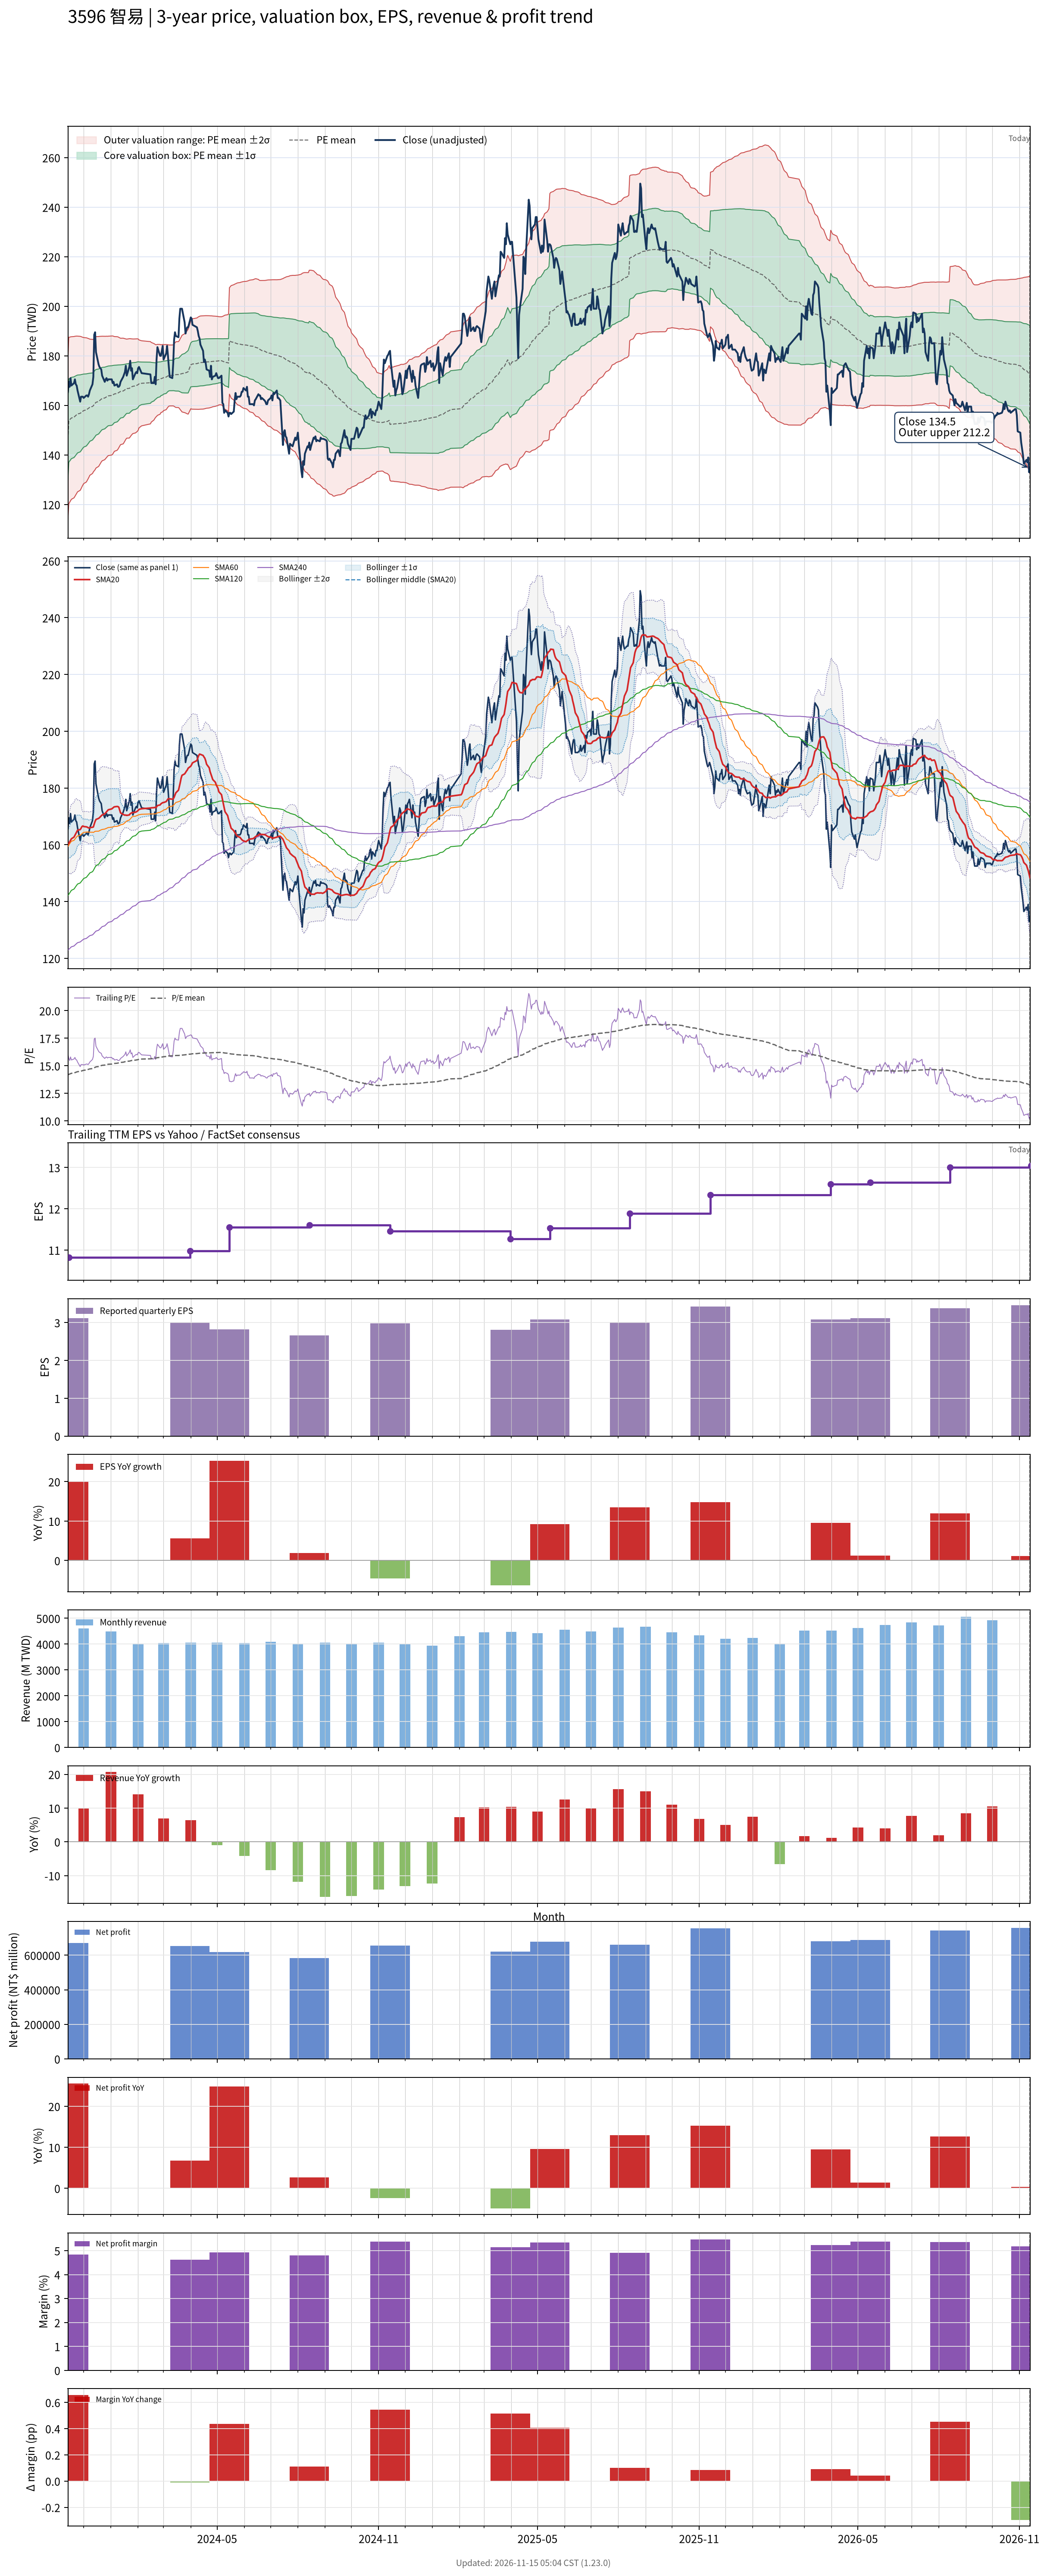 3596 智易 | 3-year price, valuation box, EPS, revenue & profit trend
Outer valuation range: PE mean ±2σ
Core valuation box: PE mean ±1σ
PE mean
Close (unadjusted)
Today
Price (TWD)
260
240
220
200
180
160
140
120
Close 134.5
Outer upper 212.2
Close (same as panel 1)
SMA20
SMA60
SMA120
SMA240
Bollinger ±2σ
Bollinger ±1σ
Bollinger middle (SMA20)
Price
260
240
220
200
180
160
140
120
Trailing P/E
P/E mean
P/E
20.0
17.5
15.0
12.5
10.0
Trailing TTM EPS vs Yahoo / FactSet consensus
Today
EPS
13
12
11
Reported quarterly EPS
EPS
3
2
1
0
EPS YoY growth
YoY (%)
20
10
0
Monthly revenue
Revenue (M TWD)
5000
4000
3000
2000
1000
0
Revenue YoY growth
YoY (%)
20
10
0
-10
Month
Net profit
Net profit (NT$ million)
600000
400000
200000
0
Net profit YoY
YoY (%)
20
10
0
Net profit margin
Margin (%)
5
4
3
2
1
0
Margin YoY change
Δ margin (pp)
0.6
0.4
0.2
0.0
-0.2
2024-05
2024-11
2025-05
2025-11
2026-05
2026-11
Updated: 2026-11-15 05:04 CST (1.23.0)